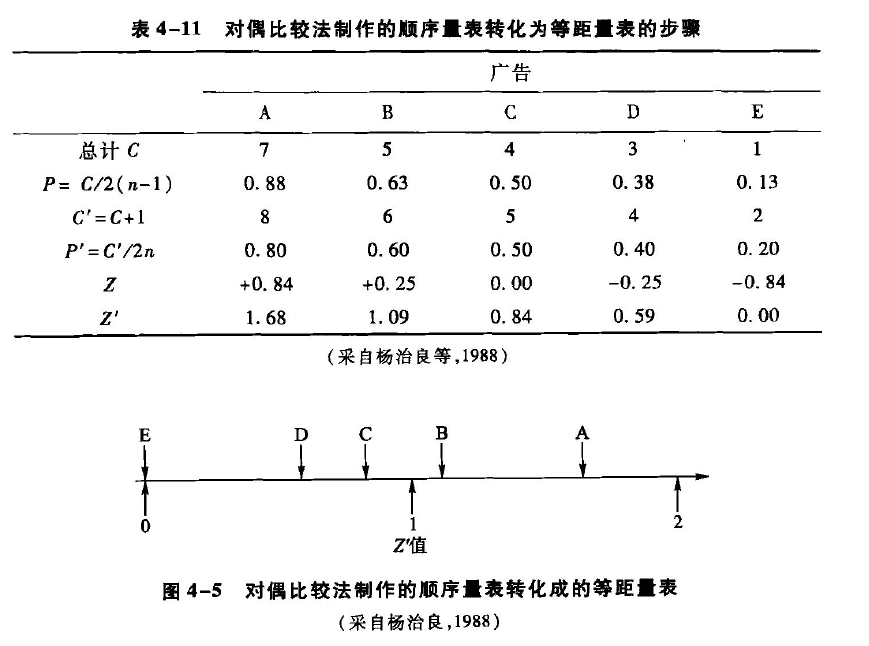 表 4-11 对偶比较法制作的顺序量表转化为等距量表的步骤
广告
A B C D E
总计 C 7 5 4 3 1
P= C/2(n-1) 0.88 0.63 0.50 0.38 0.13
C'=C+1 8 6 5 4 2
P'=C'/2n 0.80 0.60 0.50 0.40 0.20
Z +0.84 +0.25 0.00 -0.25 -0.84
Z' 1.68 1.09 0.84 0.59 0.00
(采自杨治良等,1988)
E D C B A
0 1 2
Z'值
图 4-5 对偶比较法制作的顺序量表转化成的等距量表
(采自杨治良,1988)